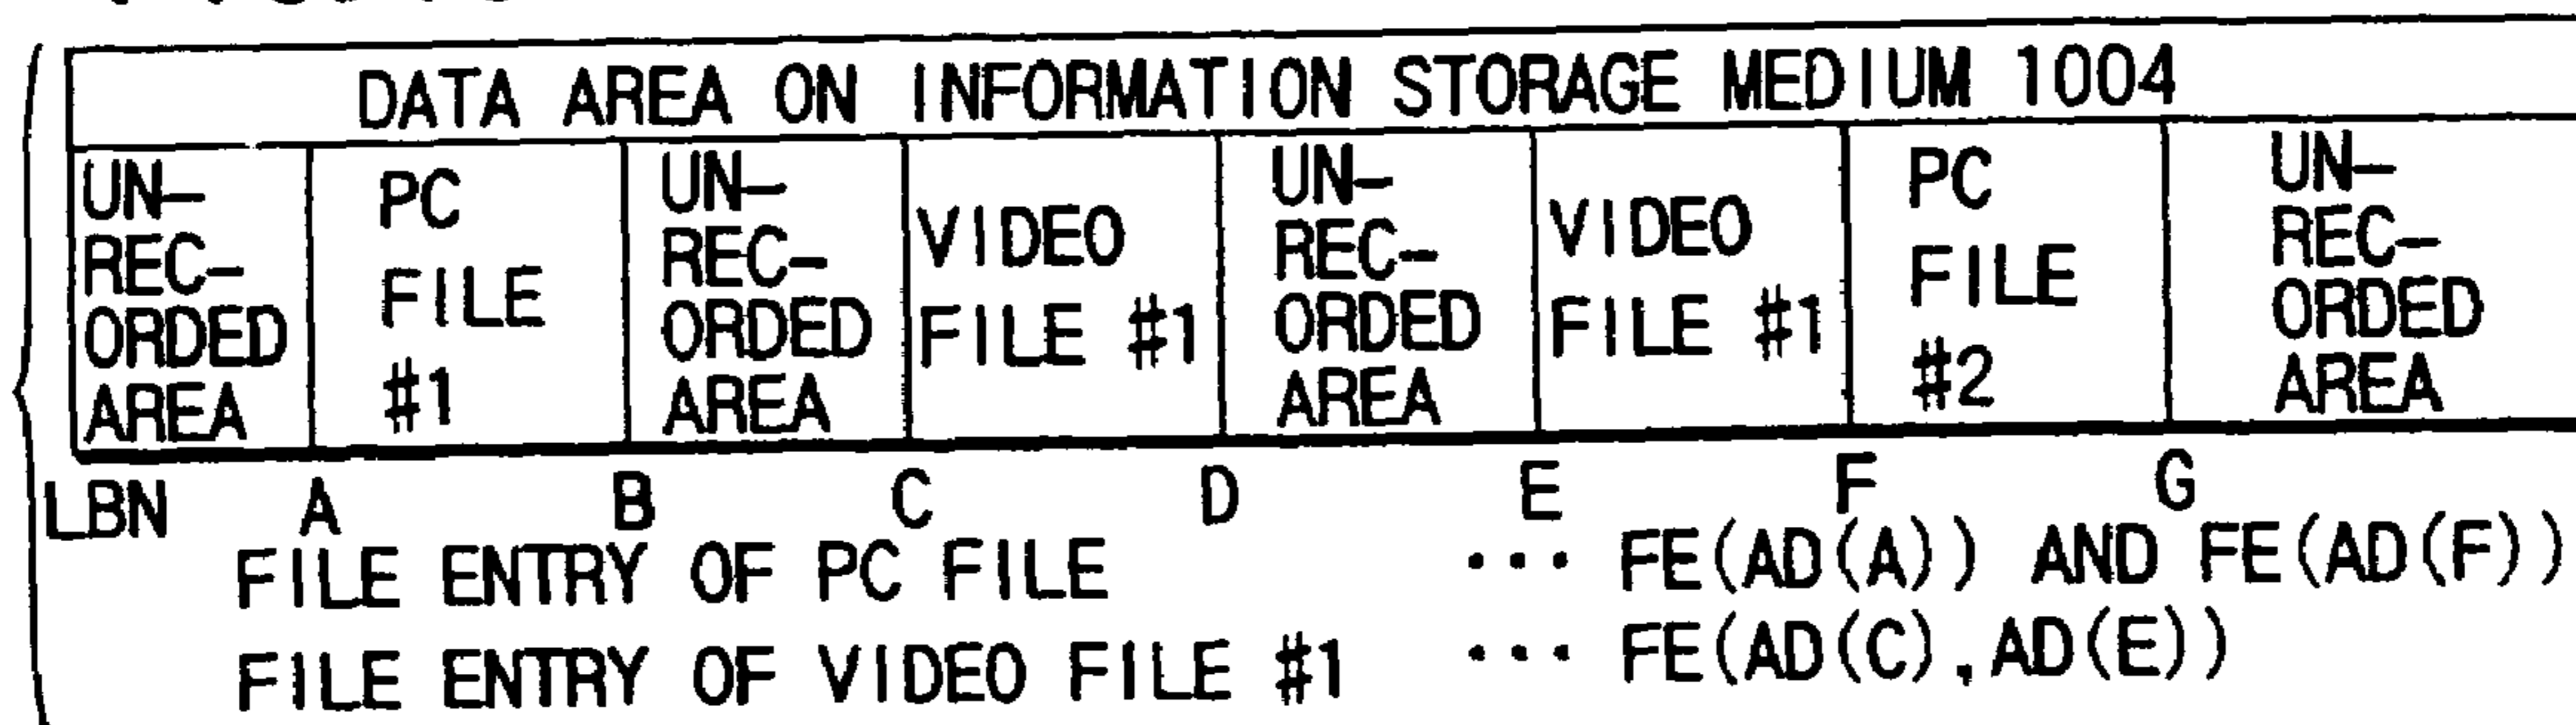 DATA AREA ON INFORMATION STORAGE MEDIUM 1004
UN-
REC-
ORDED
AREA
PC
FILE
#1
UN-
REC-
ORDED
AREA
VIDEO
FILE #1
UN-
REC-
ORDED
AREA
VIDEO
FILE #1
PC
FILE
#2
UN-
REC-
ORDED
AREA
LBN A B C D E F G
FILE ENTRY OF PC FILE ··· FE(AD(A)) AND FE(AD(F))
FILE ENTRY OF VIDEO FILE #1 ··· FE(AD(C),AD(E))